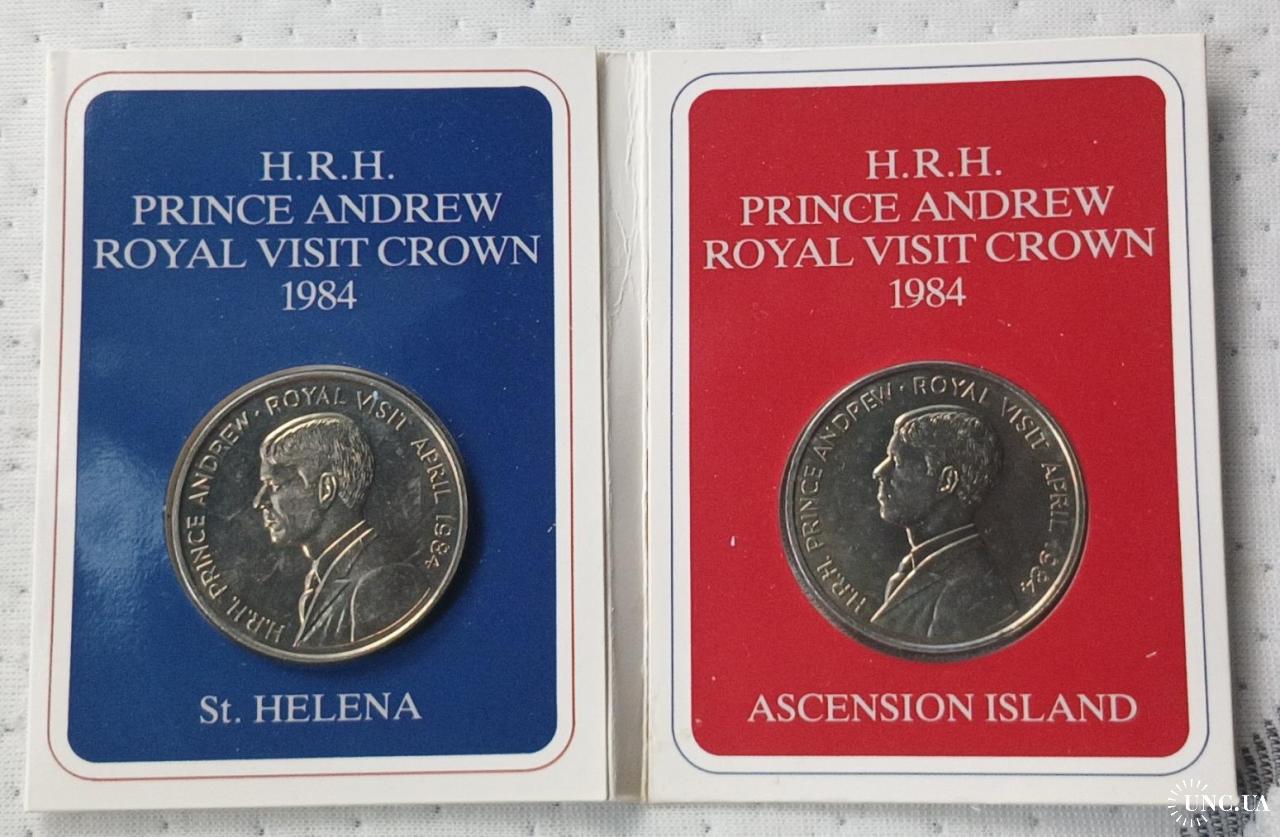 H.R.H.
PRINCE ANDREW
ROYAL VISIT CROWN
1984
H.R.H. PRINCE ANDREW · ROYAL VISIT APRIL 1984
St. HELENA
H.R.H.
PRINCE ANDREW
ROYAL VISIT CROWN
1984
H.R.H. PRINCE ANDREW · ROYAL VISIT APRIL 1984
ASCENSION ISLAND
UNC.UA